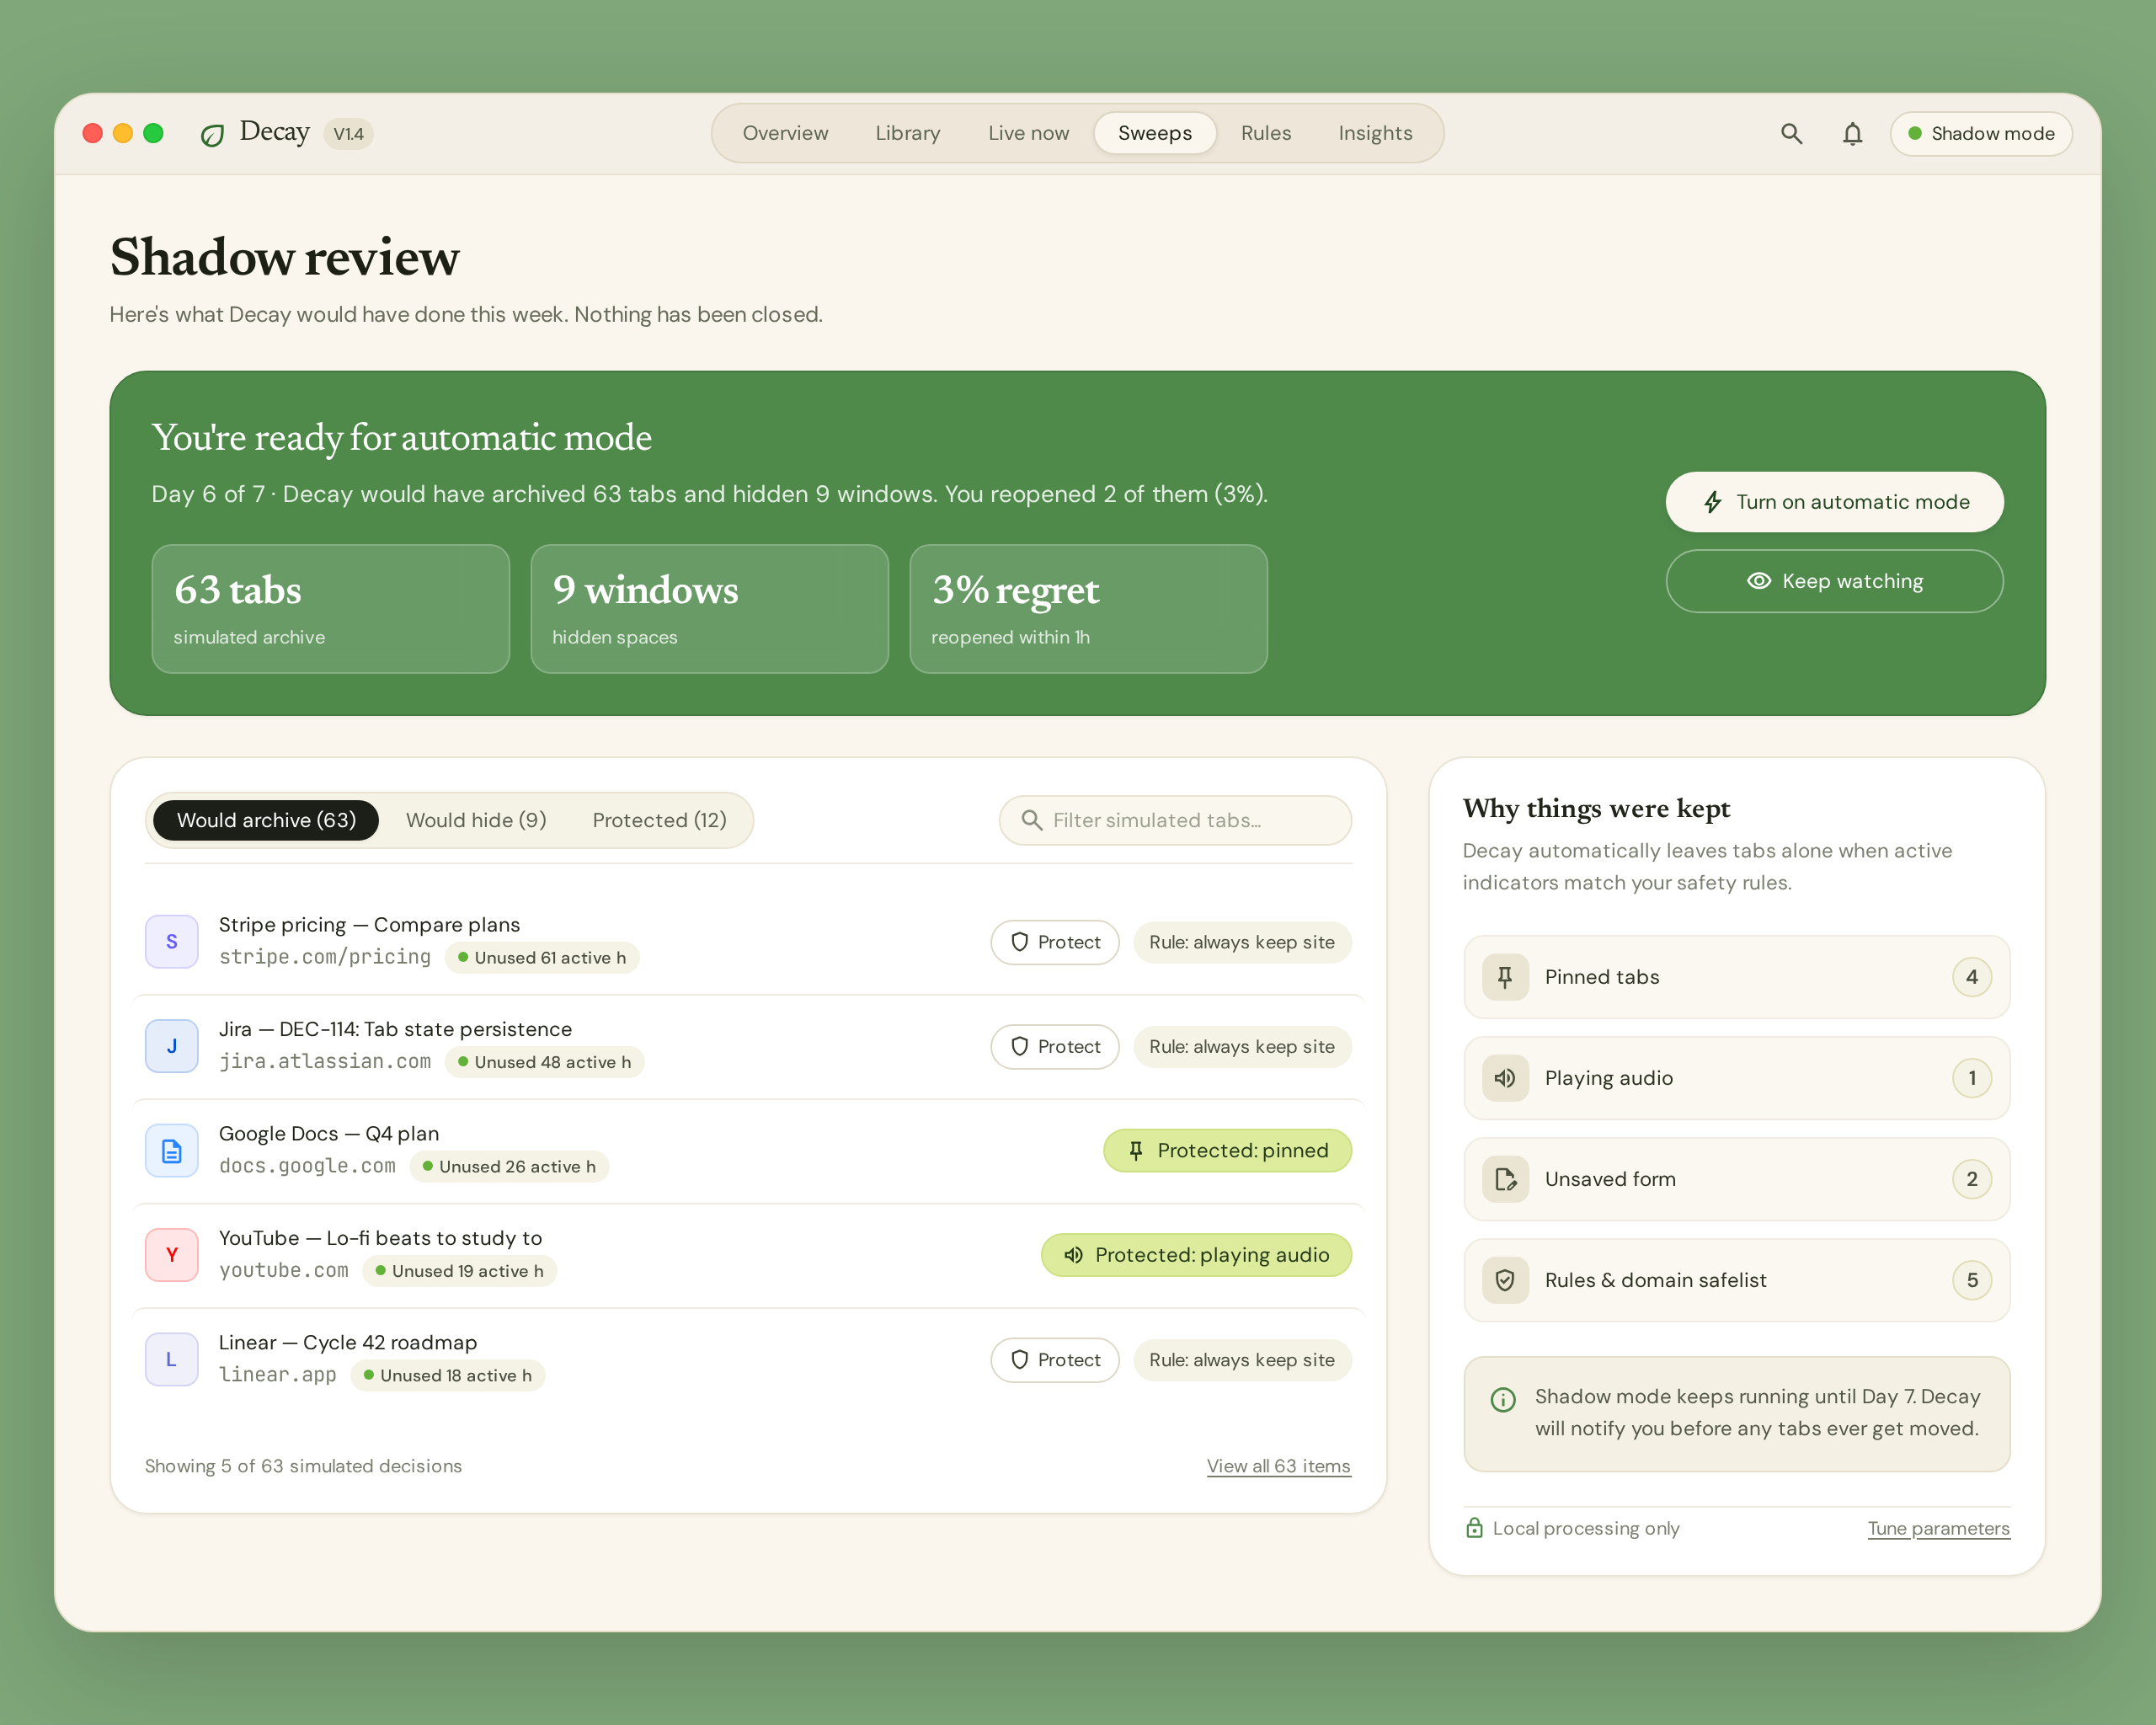 Decay V1.4
Overview Library Live now Sweeps Rules Insights
Shadow mode
Shadow review
Here's what Decay would have done this week. Nothing has been closed.
You're ready for automatic mode
Day 6 of 7 · Decay would have archived 63 tabs and hidden 9 windows. You reopened 2 of them (3%).
63 tabs
simulated archive
9 windows
hidden spaces
3% regret
reopened within 1h
Turn on automatic mode
Keep watching
Would archive (63) Would hide (9) Protected (12)
Filter simulated tabs...
S
Stripe pricing — Compare plans
stripe.com/pricing Unused 61 active h
Protect Rule: always keep site
J
Jira — DEC-114: Tab state persistence
jira.atlassian.com Unused 48 active h
Protect Rule: always keep site
Google Docs — Q4 plan
docs.google.com Unused 26 active h
Protected: pinned
Y
YouTube — Lo-fi beats to study to
youtube.com Unused 19 active h
Protected: playing audio
L
Linear — Cycle 42 roadmap
linear.app Unused 18 active h
Protect Rule: always keep site
Showing 5 of 63 simulated decisions
View all 63 items
Why things were kept
Decay automatically leaves tabs alone when active
indicators match your safety rules.
Pinned tabs 4
Playing audio 1
Unsaved form 2
Rules & domain safelist 5
Shadow mode keeps running until Day 7. Decay
will notify you before any tabs ever get moved.
Local processing only
Tune parameters